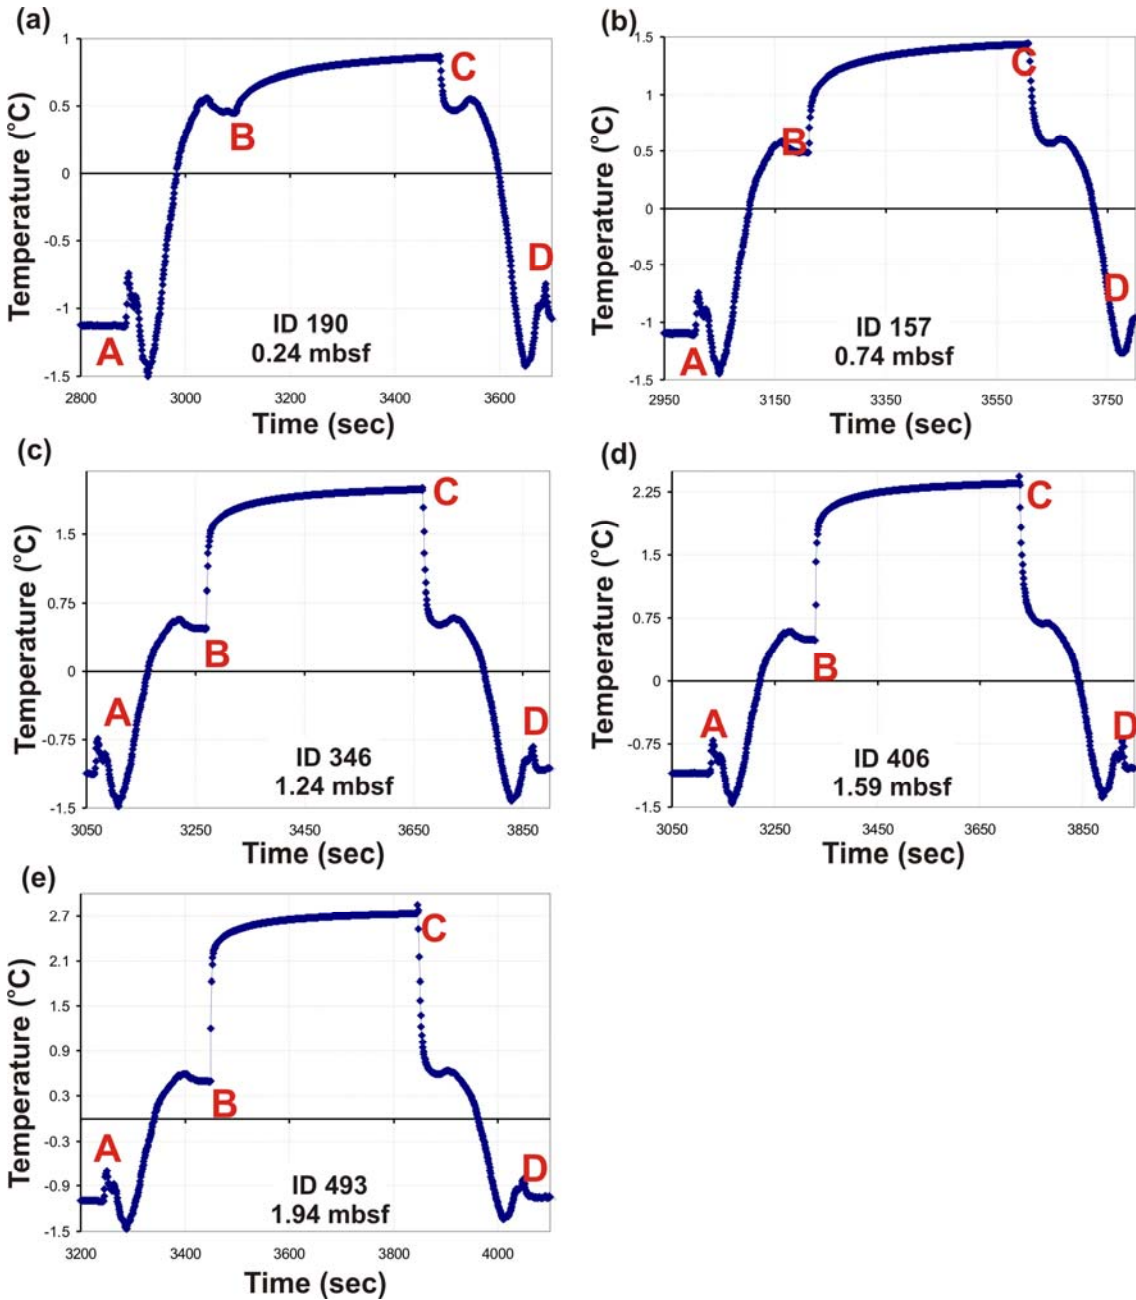 (a)
Temperature (°C)
1
0.5
0
-0.5
-1
-1.5
A
B
C
D
ID 190
0.24 mbsf
2800 3000 3200 3400 3600
Time (sec)
(b)
Temperature (°C)
1.5
1
0.5
0
-0.5
-1
-1.5
A
B
C
D
ID 157
0.74 mbsf
2950 3150 3350 3550 3750
Time (sec)
(c)
Temperature (°C)
1.5
0.75
0
-0.75
-1.5
A
B
C
D
ID 346
1.24 mbsf
3050 3250 3450 3650 3850
Time (sec)
(d)
Temperature (°C)
2.25
1.5
0.75
0
-0.75
-1.5
A
B
C
D
ID 406
1.59 mbsf
3050 3250 3450 3650 3850
Time (sec)
(e)
Temperature (°C)
2.7
2.1
1.5
0.9
0.3
-0.3
-0.9
-1.5
A
B
C
D
ID 493
1.94 mbsf
3200 3400 3600 3800 4000
Time (sec)